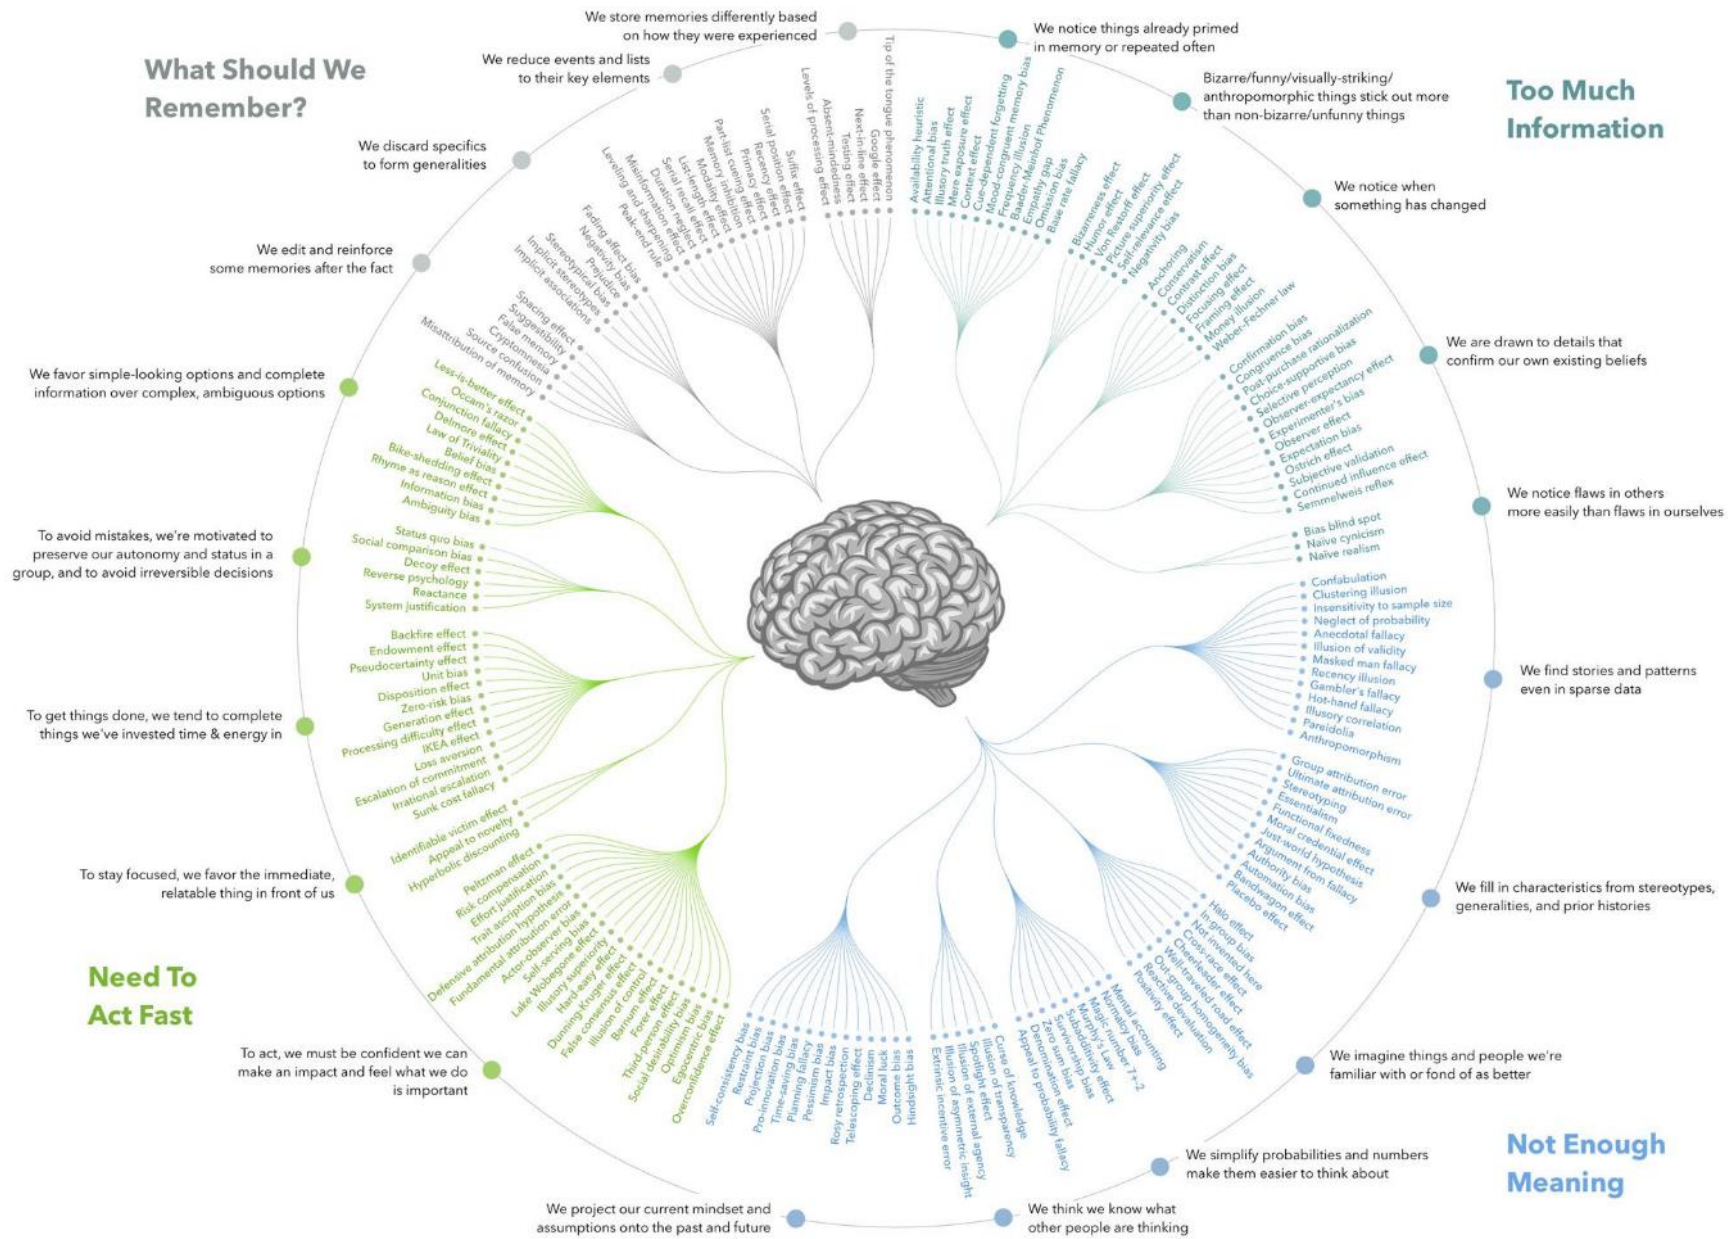 What Should We
Remember?
We store memories differently based
on how they were experienced
We reduce events and lists
to their key elements
We discard specifics
to form generalities
We edit and reinforce
some memories after the fact
Tip of the tongue phenomenon
Google effect
Next-in-line effect
Testing effect
Absent-mindedness
Levels of processing effect
Suffix effect
Serial position effect
Recency effect
Primacy effect
Part-list cueing effect
Memory inhibition
Modality effect
List-length effect
Serial recall effect
Duration neglect
Misinformation effect
Leveling and sharpening
Peak-end rule
Fading affect bias
Negativity bias
Prejudice
Stereotypical bias
Implicit stereotypes
Implicit associations
Spacing effect
Suggestibility
False memory
Cryptomnesia
Source confusion
Misattribution of memory
Too Much
Information
We notice things already primed
in memory or repeated often
Bizarre/funny/visually-striking/
anthropomorphic things stick out more
than non-bizarre/unfunny things
We notice when
something has changed
We are drawn to details that
confirm our own existing beliefs
We notice flaws in others
more easily than flaws in ourselves
Availability heuristic
Attentional bias
Illusory truth effect
Mere exposure effect
Context effect
Cue-dependent forgetting
Mood-congruent memory bias
Frequency illusion
Baader-Meinhof Phenomenon
Empathy gap
Omission bias
Base rate fallacy
Bizarreness effect
Humor effect
Von Restorff effect
Picture superiority effect
Self-relevance effect
Negativity bias
Anchoring
Conservatism
Contrast effect
Distinction bias
Focusing effect
Framing effect
Money illusion
Weber-Fechner law
Confirmation bias
Congruence bias
Post-purchase rationalization
Choice-supportive bias
Selective perception
Observer-expectancy effect
Experimenter's bias
Observer effect
Expectation bias
Ostrich effect
Subjective validation
Continued influence effect
Semmelweis reflex
Bias blind spot
Naïve cynicism
Naïve realism
Confabulation
Clustering illusion
Insensitivity to sample size
Neglect of probability
Anecdotal fallacy
Illusion of validity
Masked man fallacy
Recency illusion
Gambler's fallacy
Hot-hand fallacy
Illusory correlation
Pareidolia
Anthropomorphism
We find stories and patterns
even in sparse data
Group attribution error
Ultimate attribution error
Stereotyping
Essentialism
Functional fixedness
Moral credential effect
Just-world hypothesis
Argument from fallacy
Authority bias
Automation bias
Bandwagon effect
Placebo effect
We fill in characteristics from stereotypes,
generalities, and prior histories
Halo effect
In-group bias
Not invented here
Cross-race effect
Cheerleader effect
Well-traveled road effect
Out-group homogeneity bias
Reactive devaluation
Positivity effect
We imagine things and people we're
familiar with or fond of as better
Mental accounting
Normalcy bias
Magic number 7+-2
Murphy's Law
Subadditivity effect
Survivorship bias
Zero sum bias
Denomination effect
Appeal to probability fallacy
We simplify probabilities and numbers
make them easier to think about
Curse of knowledge
Illusion of transparency
Spotlight effect
Illusion of external agency
Illusion of asymmetric insight
Extrinsic incentive error
We think we know what
other people are thinking
Hindsight bias
Outcome bias
Moral luck
Declinism
Telescoping effect
Rosy retrospection
Impact bias
Pessimism bias
Planning fallacy
Time-saving bias
Pro-innovation bias
Projection bias
Restraint bias
Self-consistency bias
We project our current mindset and
assumptions onto the past and future
Not Enough
Meaning
We favor simple-looking options and complete
information over complex, ambiguous options
Less-is-better effect
Occam's razor
Conjunction fallacy
Delmore effect
Law of Triviality
Belief bias
Bike-shedding effect
Rhyme as reason effect
Information bias
Ambiguity bias
To avoid mistakes, we're motivated to
preserve our autonomy and status in a
group, and to avoid irreversible decisions
Status quo bias
Social comparison bias
Decoy effect
Reverse psychology
Reactance
System justification
Backfire effect
Endowment effect
Pseudocertainty effect
Unit bias
Disposition effect
Zero-risk bias
Generation effect
Processing difficulty effect
IKEA effect
Loss aversion
Escalation of commitment
Irrational escalation
Sunk cost fallacy
To get things done, we tend to complete
things we've invested time & energy in
Identifiable victim effect
Appeal to novelty
Hyperbolic discounting
To stay focused, we favor the immediate,
relatable thing in front of us
Peltzman effect
Risk compensation
Effort justification
Trait ascription bias
Defensive attribution hypothesis
Fundamental attribution error
Actor-observer bias
Self-serving bias
Lake Wobegone effect
Illusory superiority
Hard-easy effect
Dunning-Kruger effect
False consensus effect
Illusion of control
Barnum effect
Forer effect
Third-person effect
Social desirability bias
Optimism bias
Egocentric bias
Overconfidence effect
Need To
Act Fast
To act, we must be confident we can
make an impact and feel what we do
is important